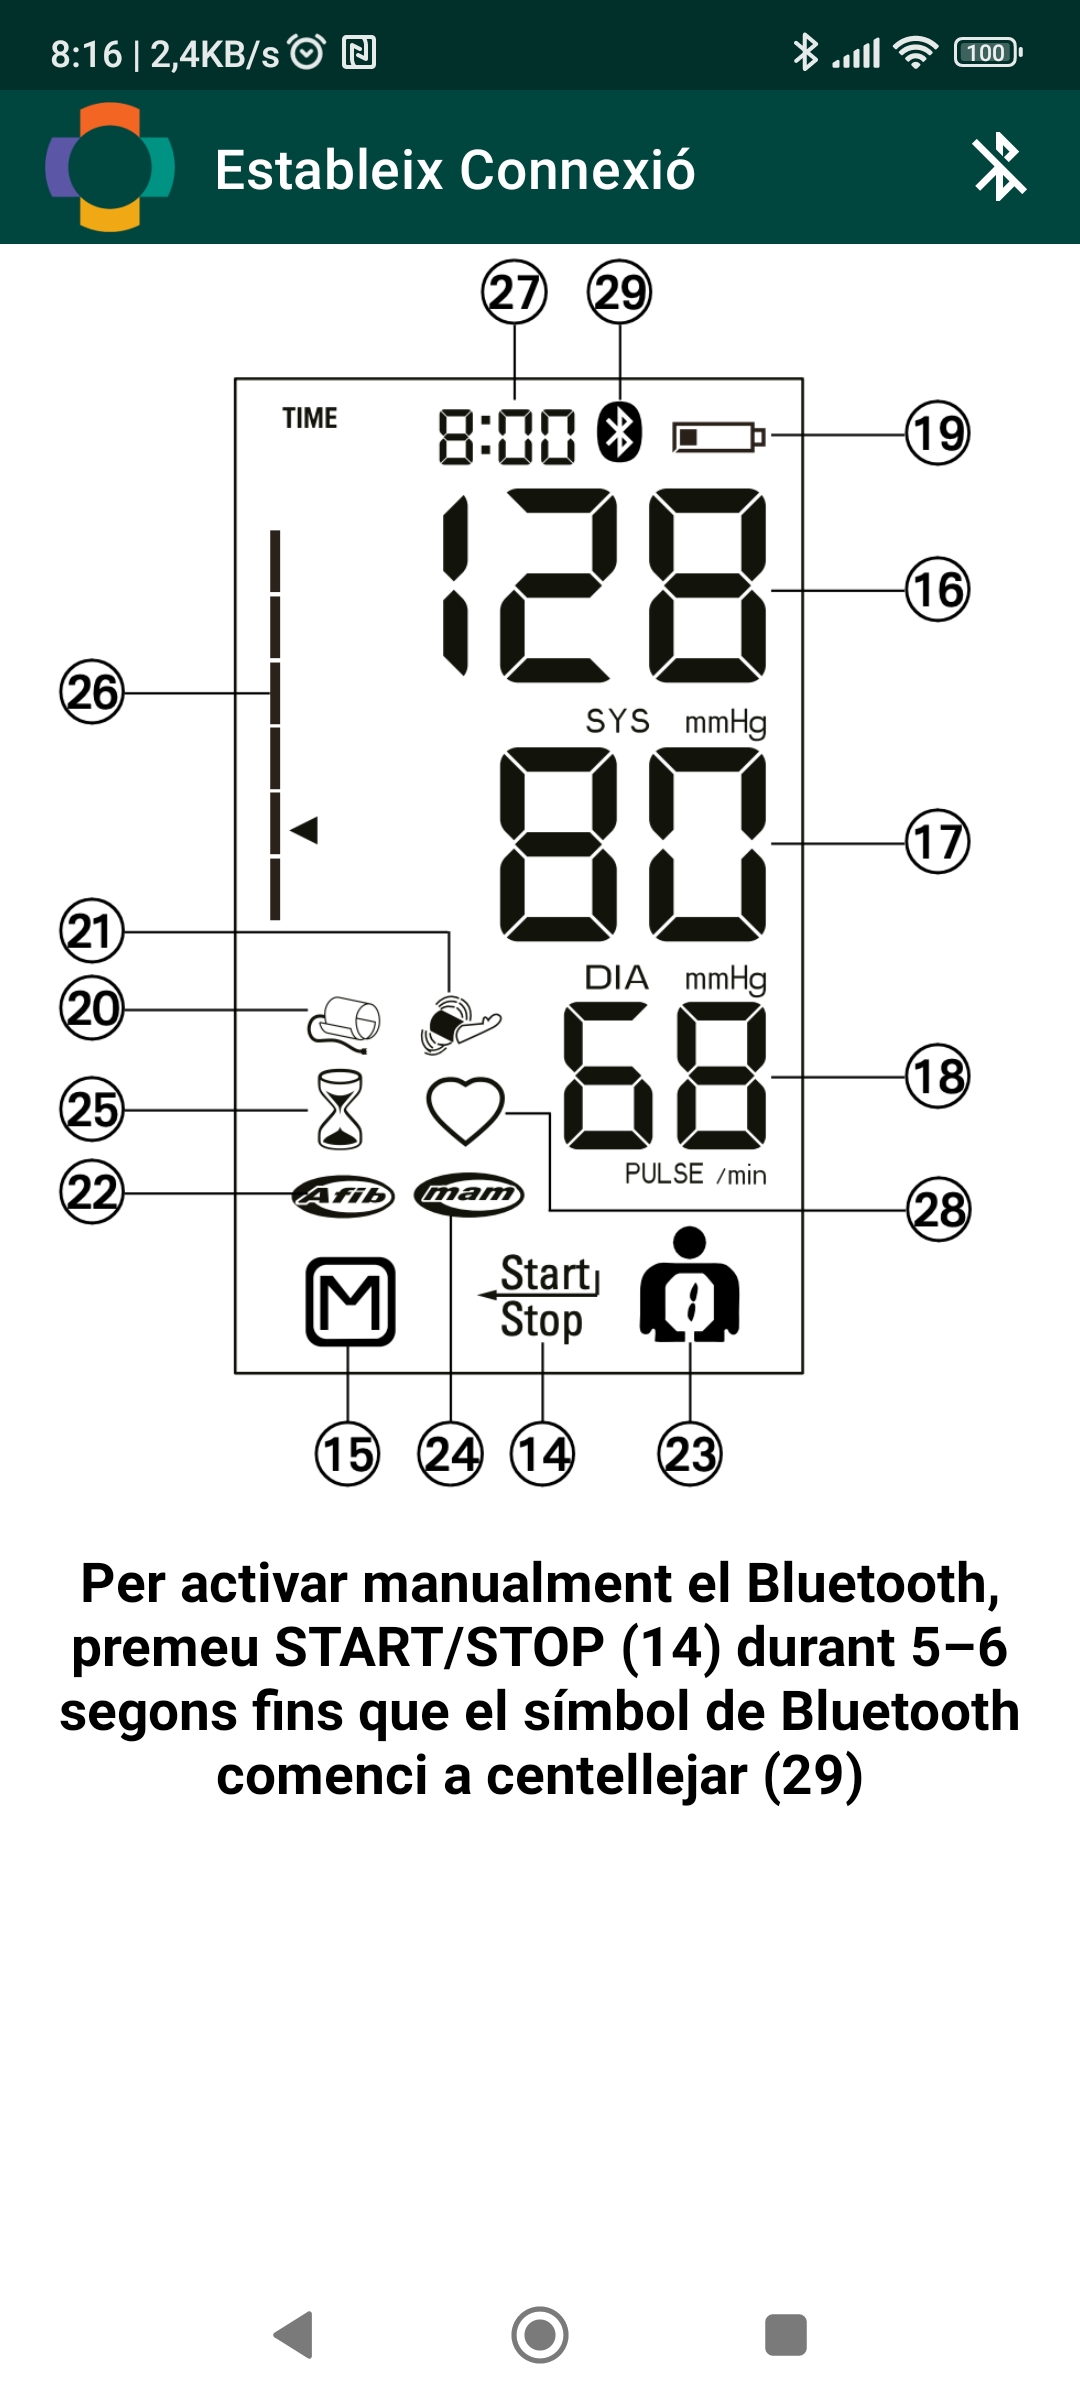 8:16 | 2,4KB/s 100
Estableix Connexió
27 29
TIME 8:00
19
128
16
26
SYS mmHg
80
17
21
DIA mmHg
20
68
18
25
PULSE /min
22 Afib mam
28
M Start 1
Stop
15 24 14 23
Per activar manualment el Bluetooth,
premeu START/STOP (14) durant 5–6
segons fins que el símbol de Bluetooth
comenci a centellejar (29)